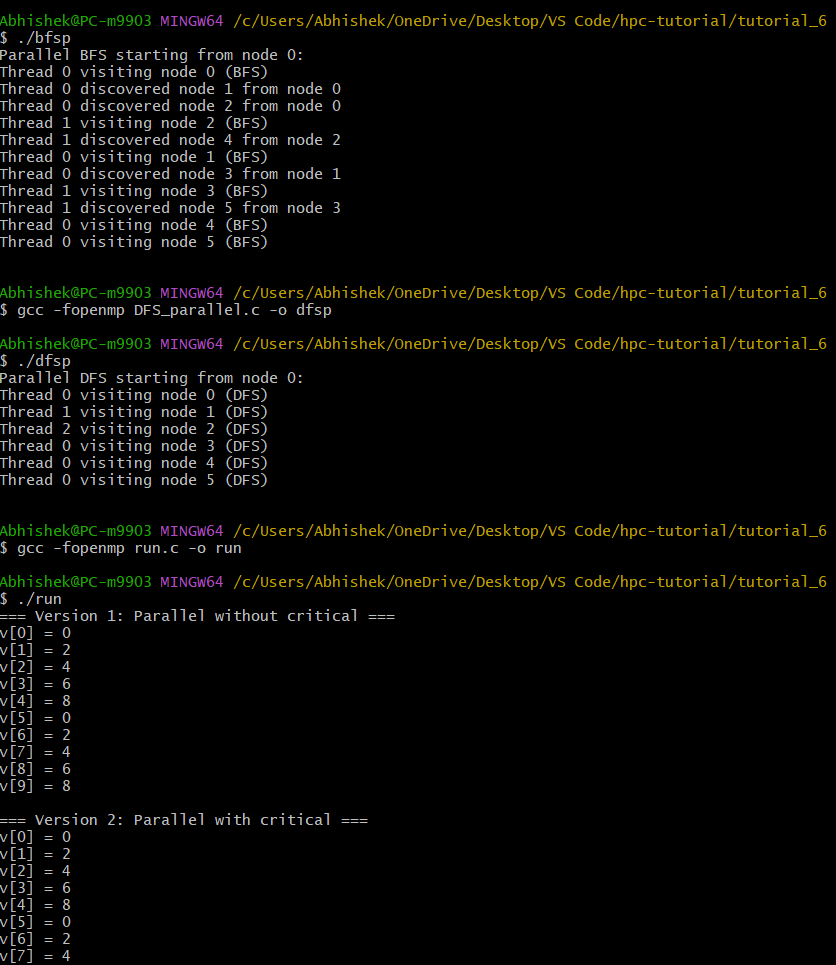 Abhishek@PC-m9903 MINGW64 /c/Users/Abhishek/OneDrive/Desktop/VS Code/hpc-tutorial/tutorial_6
$ ./bfsp
Parallel BFS starting from node 0:
Thread 0 visiting node 0 (BFS)
Thread 0 discovered node 1 from node 0
Thread 0 discovered node 2 from node 0
Thread 1 visiting node 2 (BFS)
Thread 1 discovered node 4 from node 2
Thread 0 visiting node 1 (BFS)
Thread 0 discovered node 3 from node 1
Thread 1 visiting node 3 (BFS)
Thread 1 discovered node 5 from node 3
Thread 0 visiting node 4 (BFS)
Thread 0 visiting node 5 (BFS)
Abhishek@PC-m9903 MINGW64 /c/Users/Abhishek/OneDrive/Desktop/VS Code/hpc-tutorial/tutorial_6
$ gcc -fopenmp DFS_parallel.c -o dfsp
Abhishek@PC-m9903 MINGW64 /c/Users/Abhishek/OneDrive/Desktop/VS Code/hpc-tutorial/tutorial_6
$ ./dfsp
Parallel DFS starting from node 0:
Thread 0 visiting node 0 (DFS)
Thread 1 visiting node 1 (DFS)
Thread 2 visiting node 2 (DFS)
Thread 0 visiting node 3 (DFS)
Thread 0 visiting node 4 (DFS)
Thread 0 visiting node 5 (DFS)
Abhishek@PC-m9903 MINGW64 /c/Users/Abhishek/OneDrive/Desktop/VS Code/hpc-tutorial/tutorial_6
$ gcc -fopenmp run.c -o run
Abhishek@PC-m9903 MINGW64 /c/Users/Abhishek/OneDrive/Desktop/VS Code/hpc-tutorial/tutorial_6
$ ./run
=== Version 1: Parallel without critical ===
v[0] = 0
v[1] = 2
v[2] = 4
v[3] = 6
v[4] = 8
v[5] = 0
v[6] = 2
v[7] = 4
v[8] = 6
v[9] = 8
=== Version 2: Parallel with critical ===
v[0] = 0
v[1] = 2
v[2] = 4
v[3] = 6
v[4] = 8
v[5] = 0
v[6] = 2
v[7] = 4